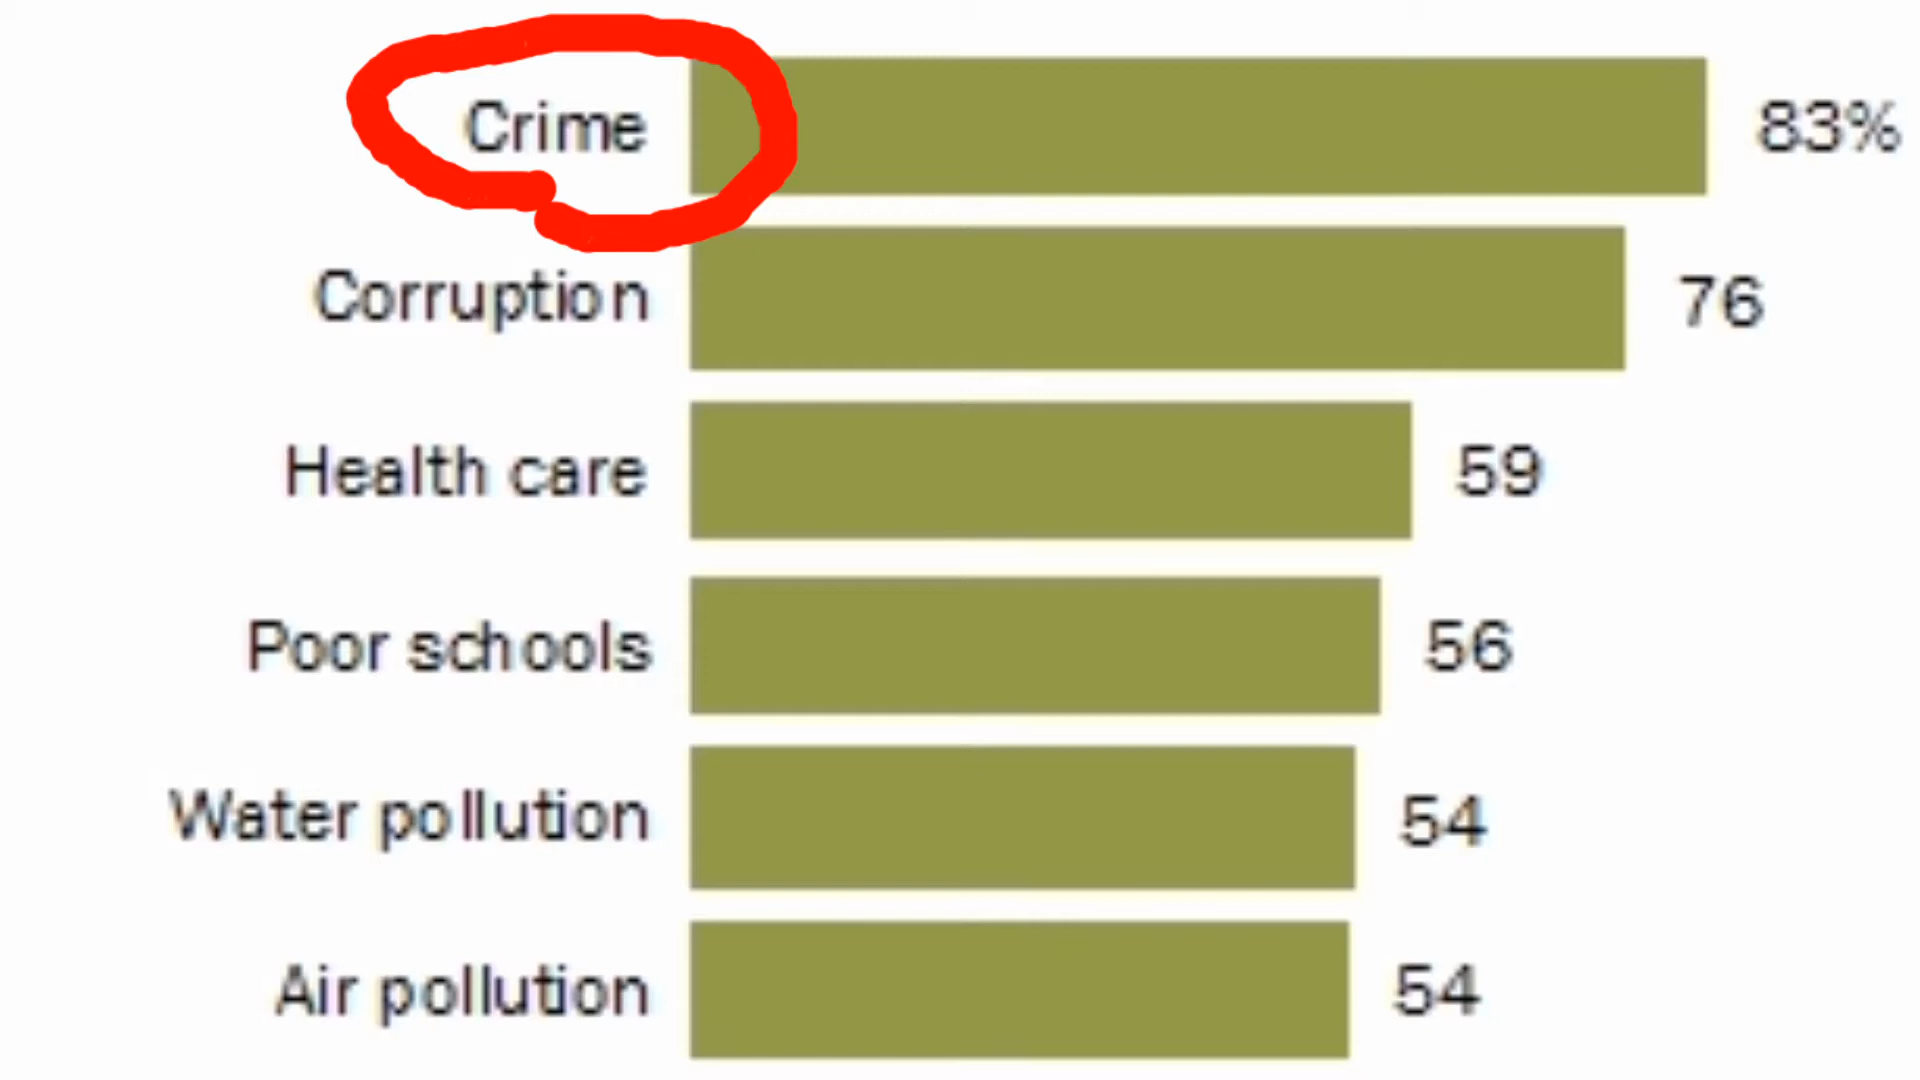 Crime 83%
Corruption 76
Health care 59
Poor schools 56
Water pollution 54
Air pollution 54